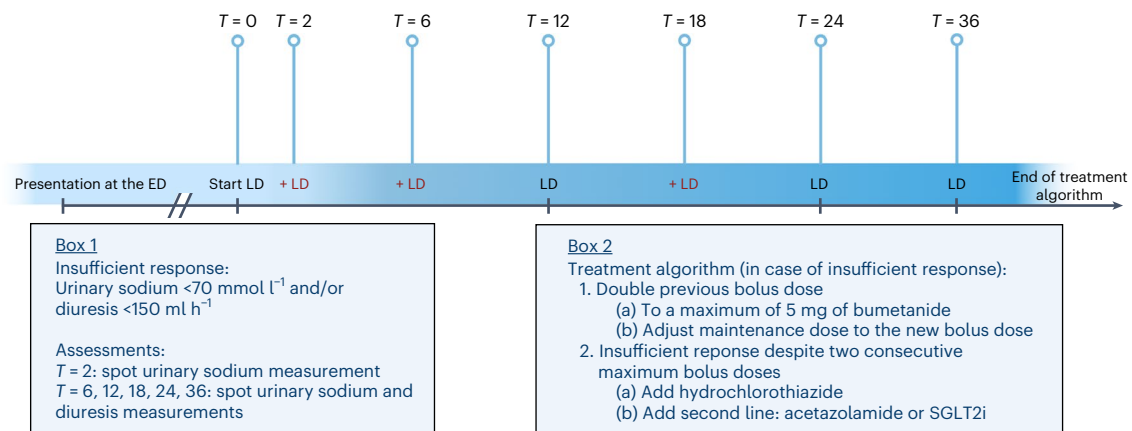 T = 0 T = 2 T = 6 T = 12 T = 18 T = 24 T = 36
Presentation at the ED Start LD + LD + LD LD + LD LD LD End of treatment
algorithm
Box 1
Insufficient response:
Urinary sodium <70 mmol l⁻¹ and/or
diuresis <150 ml h⁻¹
Assessments:
T = 2: spot urinary sodium measurement
T = 6, 12, 18, 24, 36: spot urinary sodium and
diuresis measurements
Box 2
Treatment algorithm (in case of insufficient response):
1. Double previous bolus dose
(a) To a maximum of 5 mg of bumetanide
(b) Adjust maintenance dose to the new bolus dose
2. Insufficient reponse despite two consecutive
maximum bolus doses
(a) Add hydrochlorothiazide
(b) Add second line: acetazolamide or SGLT2i